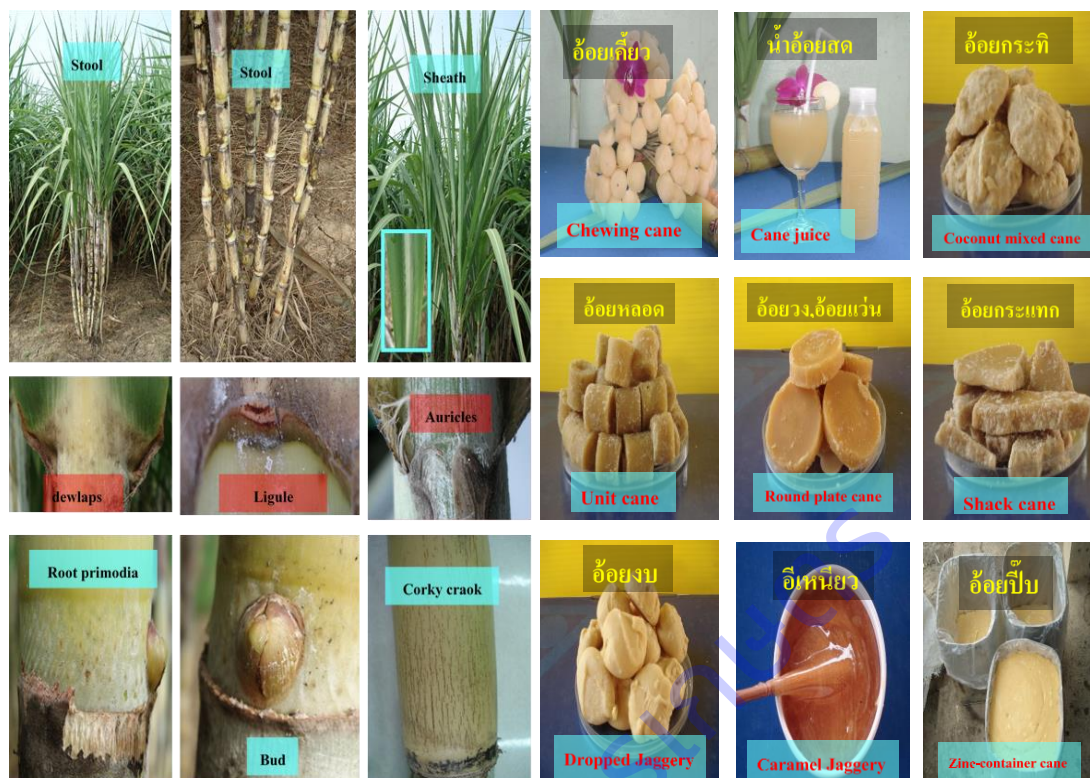 Stool
Stool
Sheath
อ้อยเคี้ยว
น้ำอ้อยสด
อ้อยกระทิ
Chewing cane
Cane juice
Coconut mixed cane
อ้อยหลอด
อ้อยวง,อ้อยแว่น
อ้อยกระแทก
dewlaps
Ligule
Auricles
Unit cane
Round plate cane
Shack cane
Root primodia
Corky craok
Bud
อ้อยงบ
อีเหนียว
อ้อยปี๊บ
Dropped Jaggery
Caramel Jaggery
Zinc-container cane